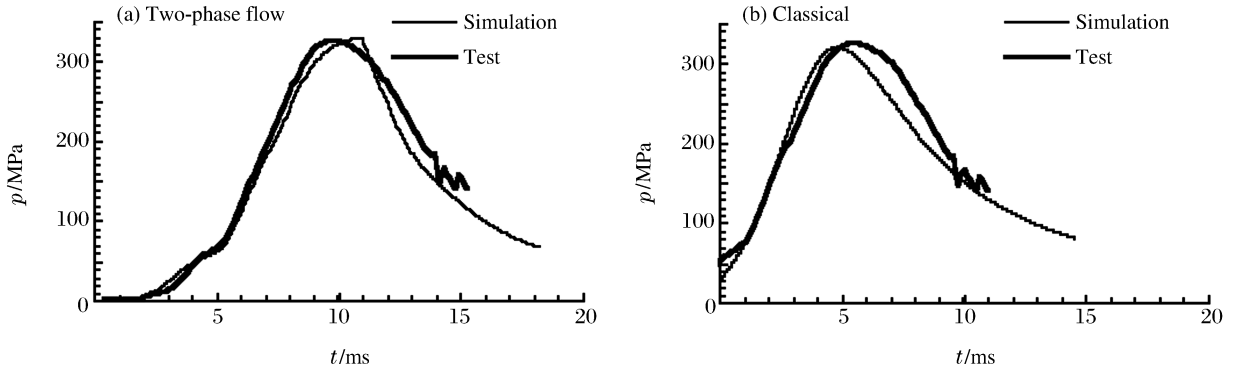 (a) Two-phase flow
Simulation
Test
300
200
100
0
5
10
15
20
p/MPa
t/ms
(b) Classical
Simulation
Test
300
200
100
0
5
10
15
20
p/MPa
t/ms